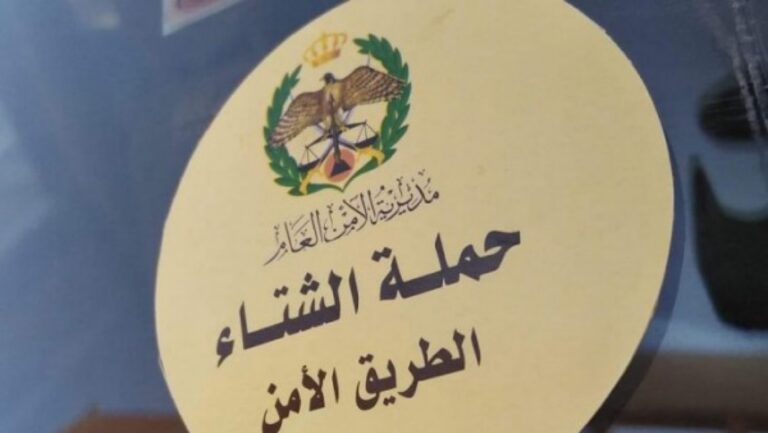 مديرية الأمن العام
حملة الشتاء
الطريق الأمن